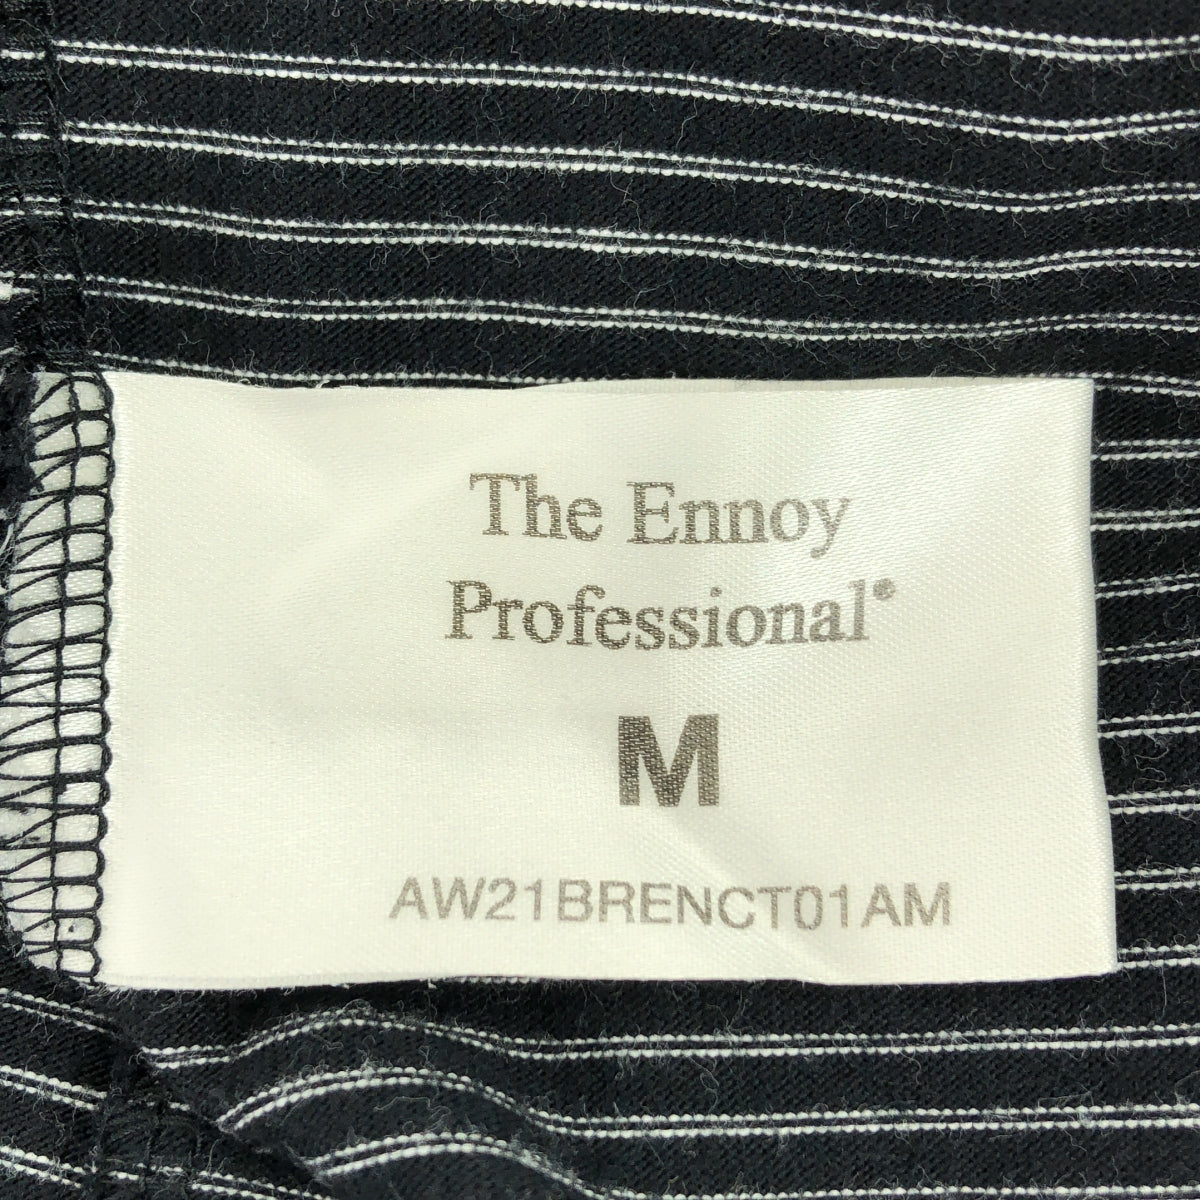 The Ennoy
Professional®
M
AW21BRENCT01AM